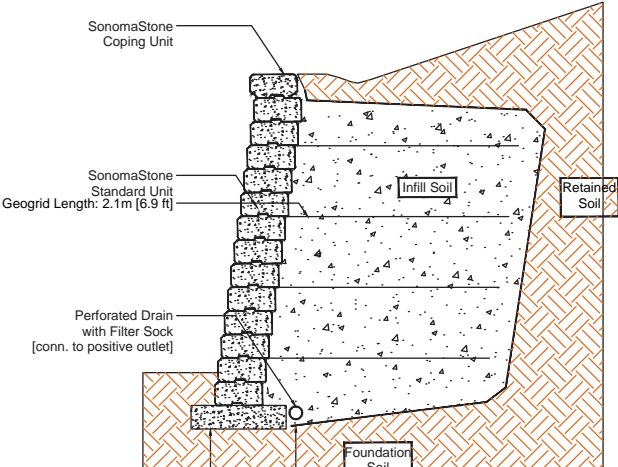 SonomaStone
Coping Unit
SonomaStone
Standard Unit
Geogrid Length: 2.1m [6.9 ft]
Infill Soil
Retained
Soil
Perforated Drain
with Filter Sock
[conn. to positive outlet]
Foundation
Soil